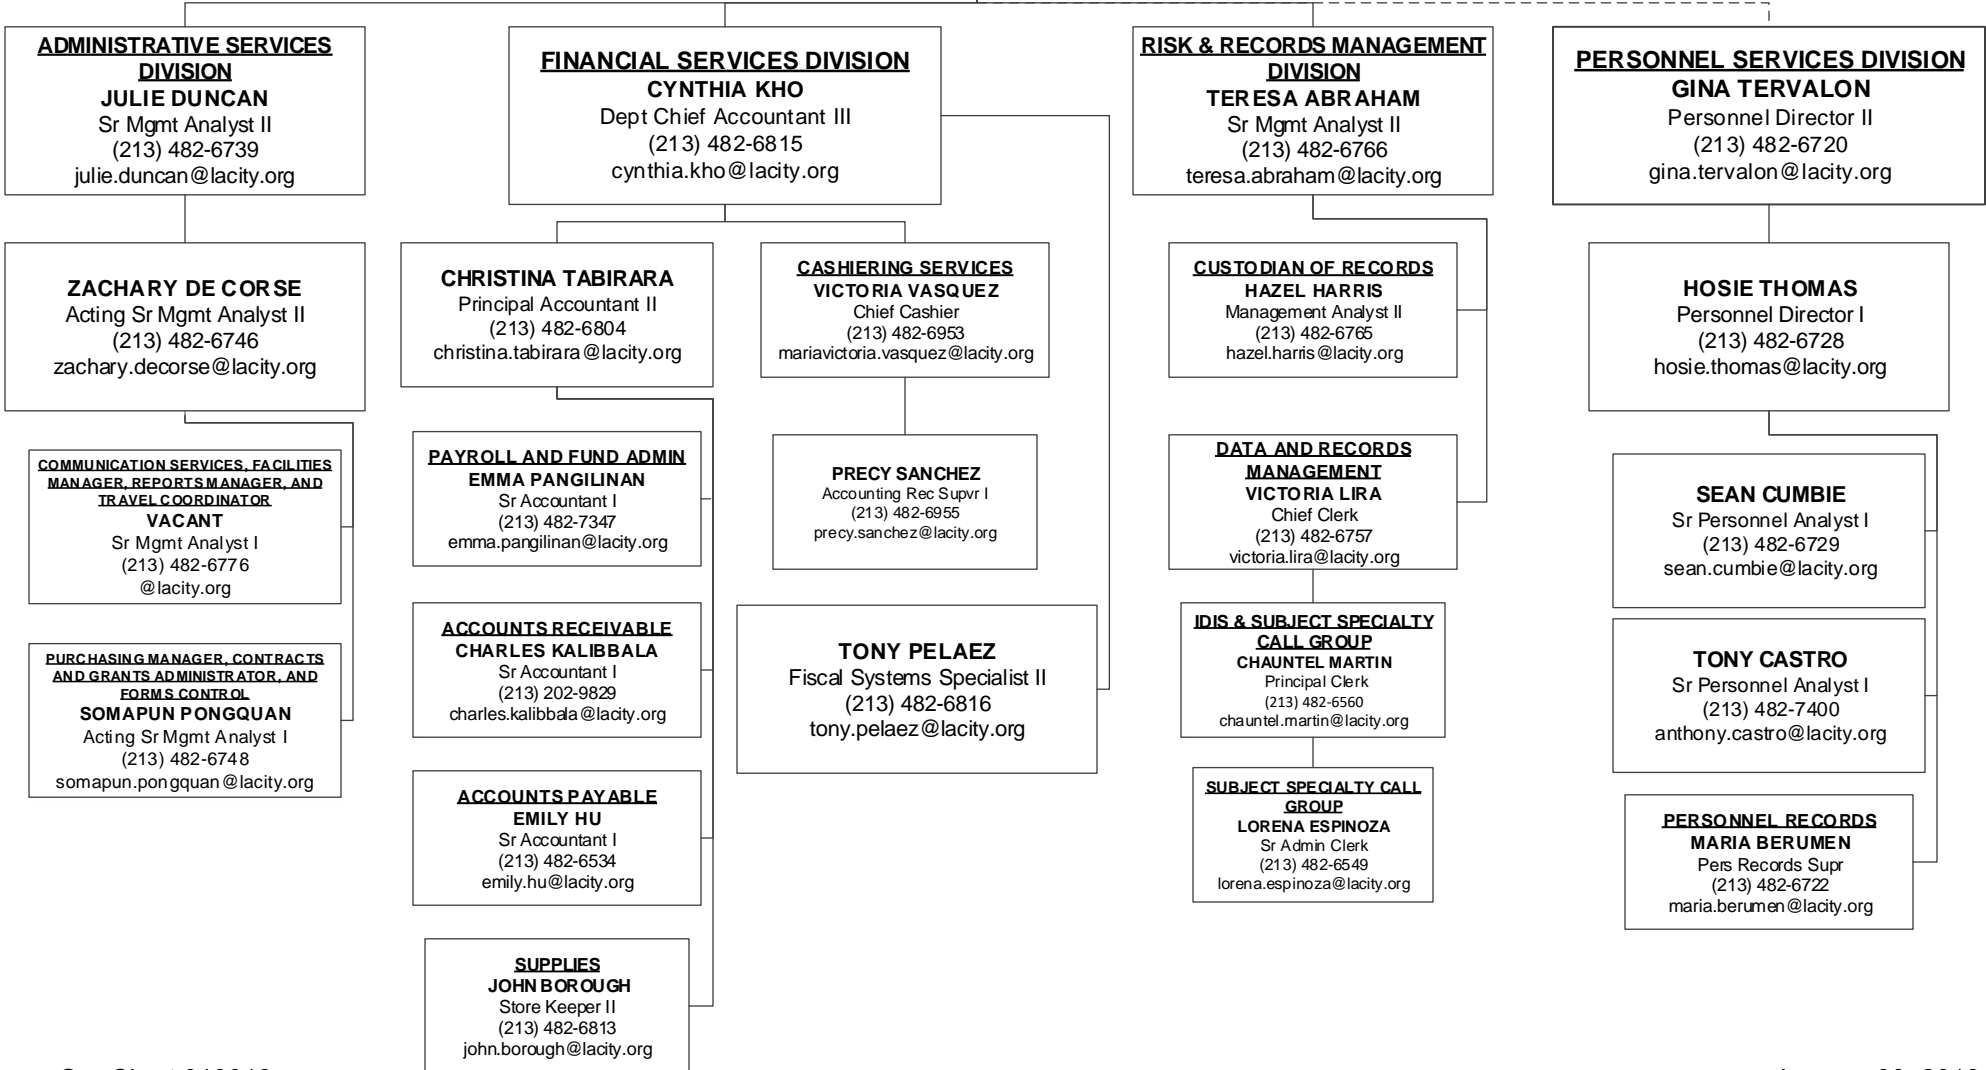 ADMINISTRATIVE SERVICES
DIVISION
JULIE DUNCAN
Sr Mgmt Analyst II
(213) 482-6739
julie.duncan@lacity.org
FINANCIAL SERVICES DIVISION
CYNTHIA KHO
Dept Chief Accountant III
(213) 482-6815
cynthia.kho@lacity.org
RISK & RECORDS MANAGEMENT
DIVISION
TERESA ABRAHAM
Sr Mgmt Analyst II
(213) 482-6766
teresa.abraham@lacity.org
PERSONNEL SERVICES DIVISION
GINA TERVALON
Personnel Director II
(213) 482-6720
gina.tervalon@lacity.org
ZACHARY DE CORSE
Acting Sr Mgmt Analyst II
(213) 482-6746
zachary.decorse@lacity.org
CHRISTINA TABIRARA
Principal Accountant II
(213) 482-6804
christina.tabirara@lacity.org
CASHIERING SERVICES
VICTORIA VASQUEZ
Chief Cashier
(213) 482-6953
mariavictoria.vasquez@lacity.org
CUSTODIAN OF RECORDS
HAZEL HARRIS
Management Analyst II
(213) 482-6765
hazel.harris@lacity.org
HOSIE THOMAS
Personnel Director I
(213) 482-6728
hosie.thomas@lacity.org
COMMUNICATION SERVICES, FACILITIES
MANAGER, REPORTS MANAGER, AND
TRAVEL COORDINATOR
VACANT
Sr Mgmt Analyst I
(213) 482-6776
@lacity.org
PAYROLL AND FUND ADMIN
EMMA PANGILINAN
Sr Accountant I
(213) 482-7347
emma.pangilinan@lacity.org
PRECY SANCHEZ
Accounting Rec Supvr I
(213) 482-6955
precy.sanchez@lacity.org
DATA AND RECORDS
MANAGEMENT
VICTORIA LIRA
Chief Clerk
(213) 482-6757
victoria.lira@lacity.org
SEAN CUMBIE
Sr Personnel Analyst I
(213) 482-6729
sean.cumbie@lacity.org
PURCHASING MANAGER, CONTRACTS
AND GRANTS ADMINISTRATOR, AND
FORMS CONTROL
SOMAPUN PONGQUAN
Acting Sr Mgmt Analyst I
(213) 482-6748
somapun.pongquan@lacity.org
ACCOUNTS RECEIVABLE
CHARLES KALIBBALA
Sr Accountant I
(213) 202-9829
charles.kalibbala@lacity.org
TONY PELAEZ
Fiscal Systems Specialist II
(213) 482-6816
tony.pelaez@lacity.org
IDIS & SUBJECT SPECIALTY
CALL GROUP
CHAUNTEL MARTIN
Principal Clerk
(213) 482-6560
chauntel.martin@lacity.org
TONY CASTRO
Sr Personnel Analyst I
(213) 482-7400
anthony.castro@lacity.org
ACCOUNTS PAYABLE
EMILY HU
Sr Accountant I
(213) 482-6534
emily.hu@lacity.org
SUBJECT SPECIALTY CALL
GROUP
LORENA ESPINOZA
Sr Admin Clerk
(213) 482-6549
lorena.espinoza@lacity.org
PERSONNEL RECORDS
MARIA BERUMEN
Pers Records Supr
(213) 482-6722
maria.berumen@lacity.org
SUPPLIES
JOHN BOROUGH
Store Keeper II
(213) 482-6813
john.borough@lacity.org